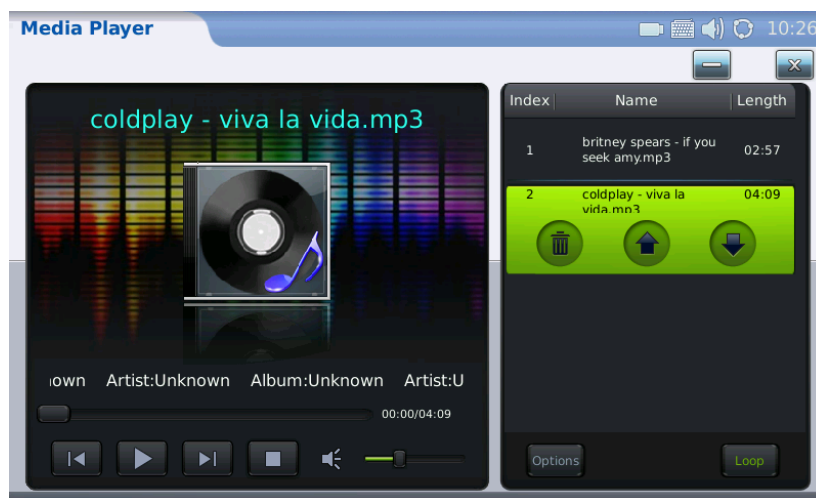 Media Player
10:26
coldplay - viva la vida.mp3
own Artist:Unknown Album:Unknown Artist:U
00:00/04:09
Index Name Length
1 britney spears - if you 02:57
seek amy.mp3
2 coldplay - viva la 04:09
vida.mp3
Options Loop